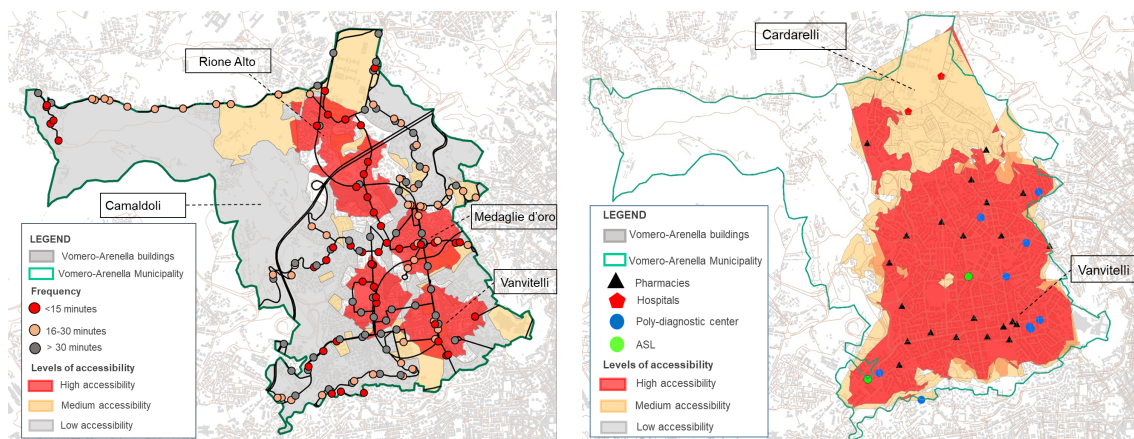 Rione Alto
Camaldoli
Medaglie d'oro
Vanvitelli
LEGEND
Vomero-Arenella buildings
Vomero-Arenella Municipality
Frequency
<15 minutes
16-30 minutes
> 30 minutes
Levels of accessibility
High accessibility
Medium accessibility
Low accessibility
Cardarelli
Vanvitelli
LEGEND
Vomero-Arenella buildings
Vomero-Arenella Municipality
Pharmacies
Hospitals
Poly-diagnostic center
ASL
Levels of accessibility
High accessibility
Medium accessibility
Low accessibility